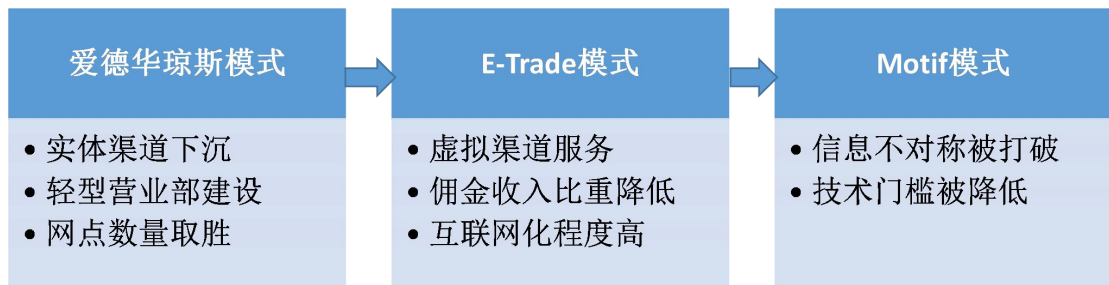 爱德华琼斯模式
• 实体渠道下沉
• 轻型营业部建设
• 网点数量取胜
E-Trade模式
• 虚拟渠道服务
• 佣金收入比重降低
• 互联网化程度高
Motif模式
• 信息不对称被打破
• 技术门槛被降低